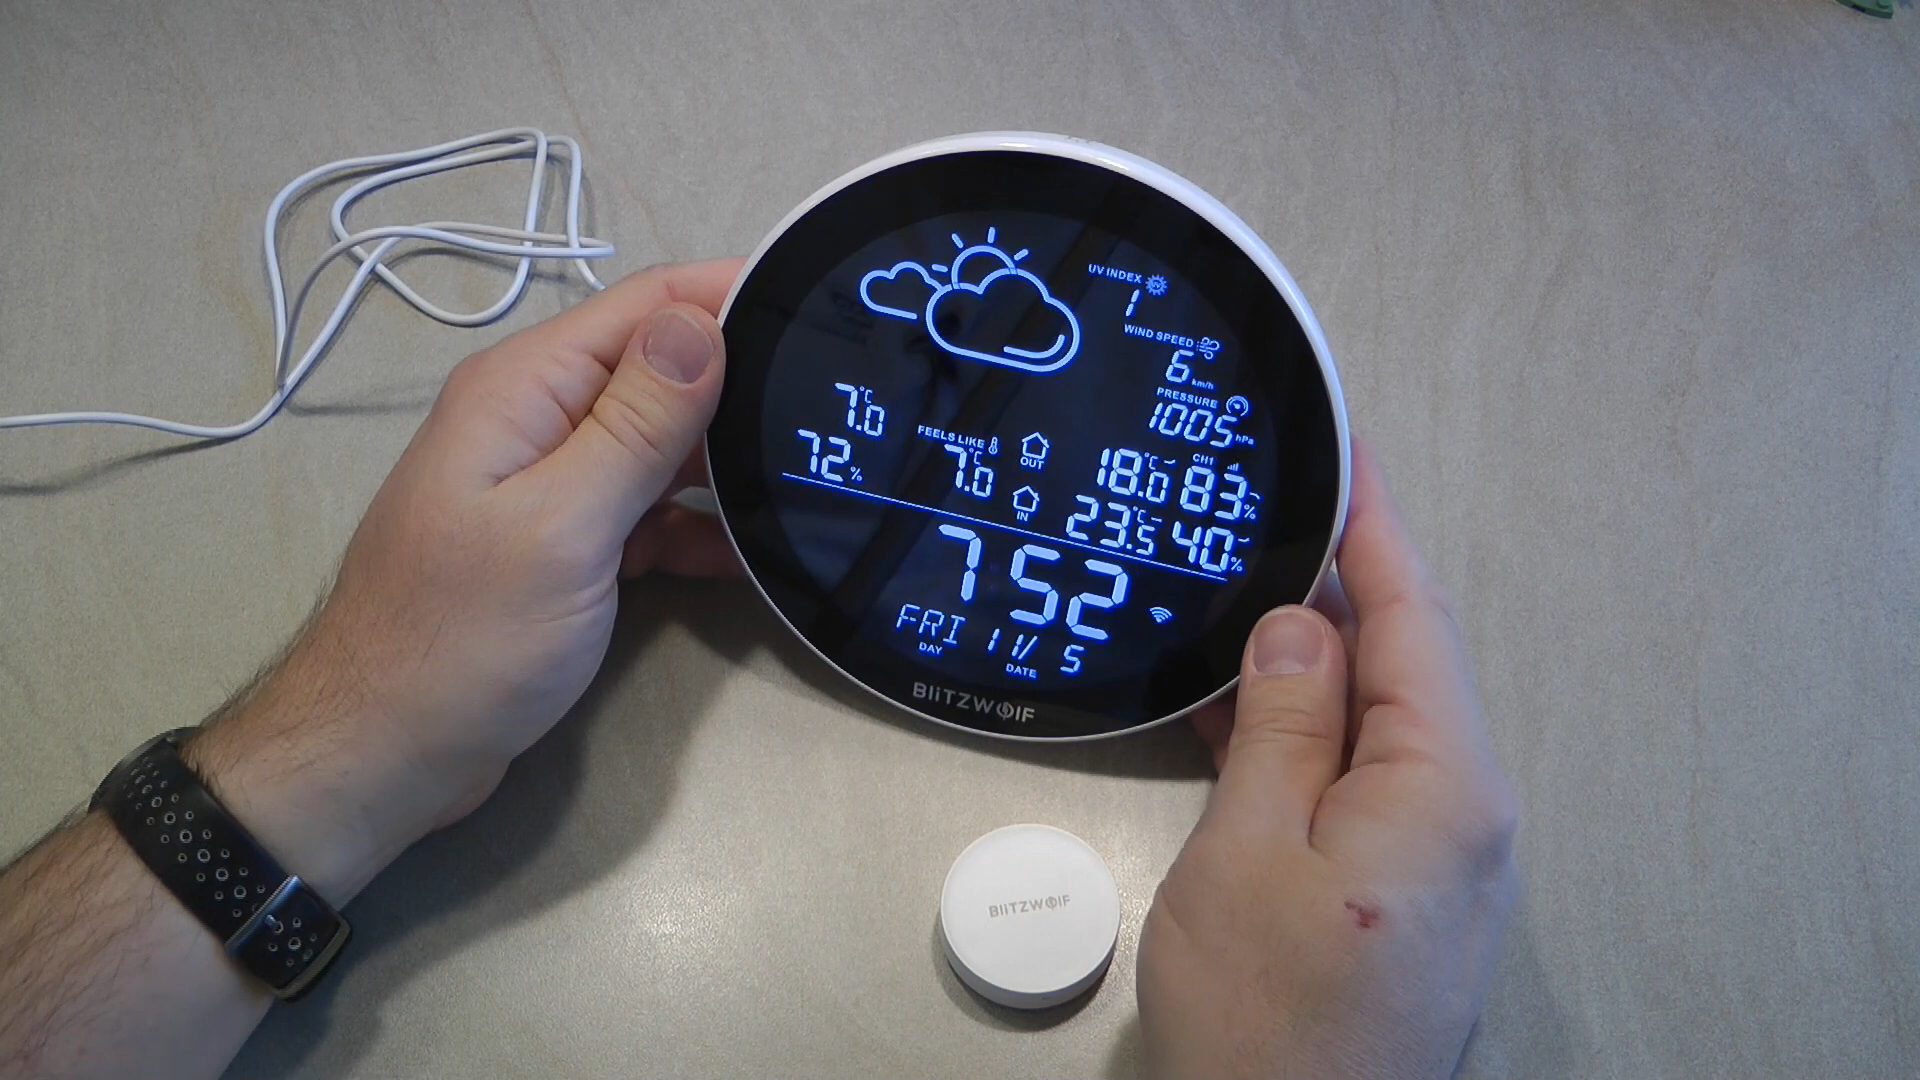 UV INDEX
1
WIND SPEED
6 km/h
PRESSURE
1005 hPa
7.0 °C
72 %
FEELS LIKE
7.0 °C
OUT
CH1
18.0 °C 83 %
IN
23.5 °C 40 %
7 52
FRI 11/ 5
DAY DATE
BLiTZWOlF
BLiTZWOlF